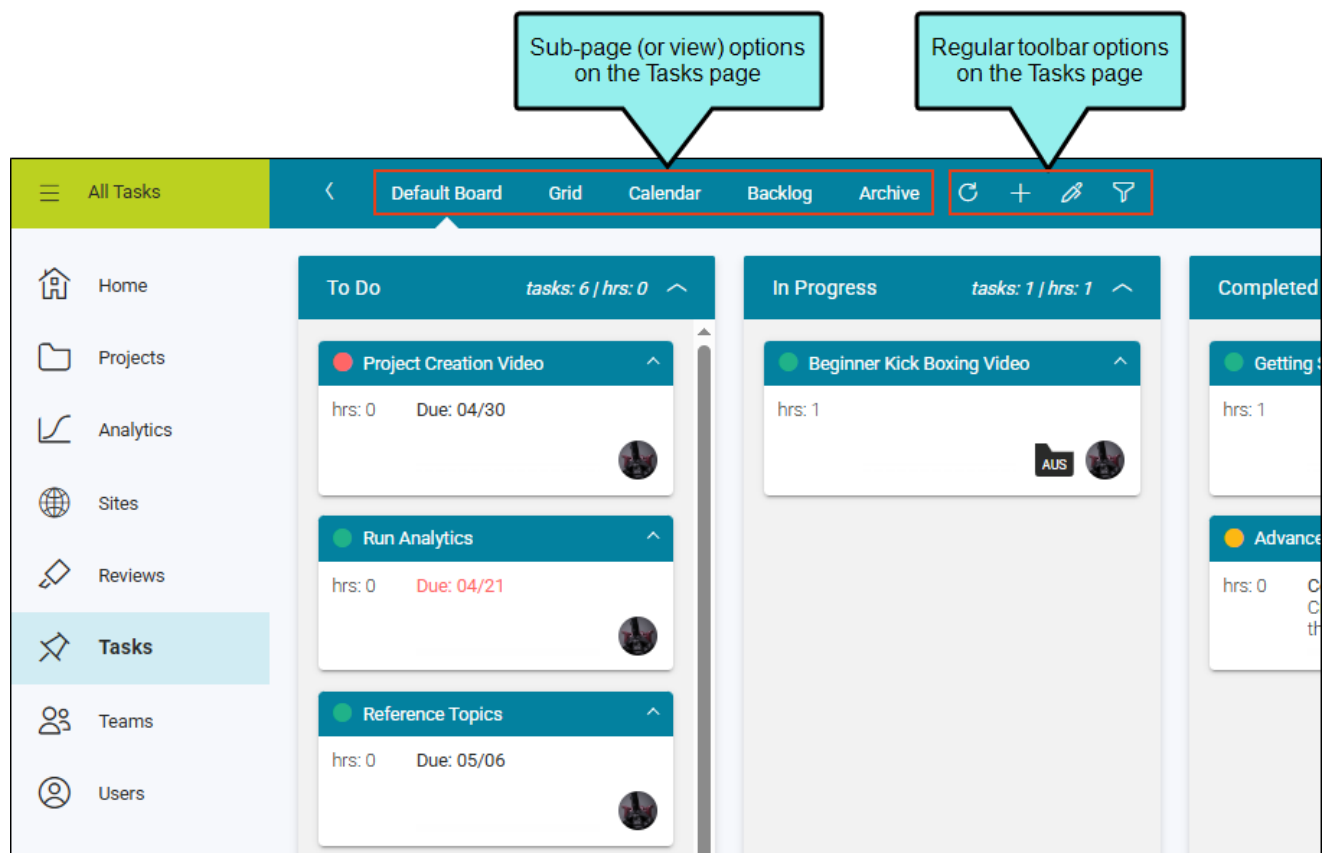 Sub-page (or view) options
on the Tasks page
Regular toolbar options
on the Tasks page
All Tasks
Default Board Grid Calendar Backlog Archive
Home
Projects
Analytics
Sites
Reviews
Tasks
Teams
Users
To Do tasks: 6 | hrs: 0
Project Creation Video
hrs: 0 Due: 04/30
Run Analytics
hrs: 0 Due: 04/21
Reference Topics
hrs: 0 Due: 05/06
In Progress tasks: 1 | hrs: 1
Beginner Kick Boxing Video
hrs: 1
AUS
Completed
Getting
hrs: 1
Advance
hrs: 0